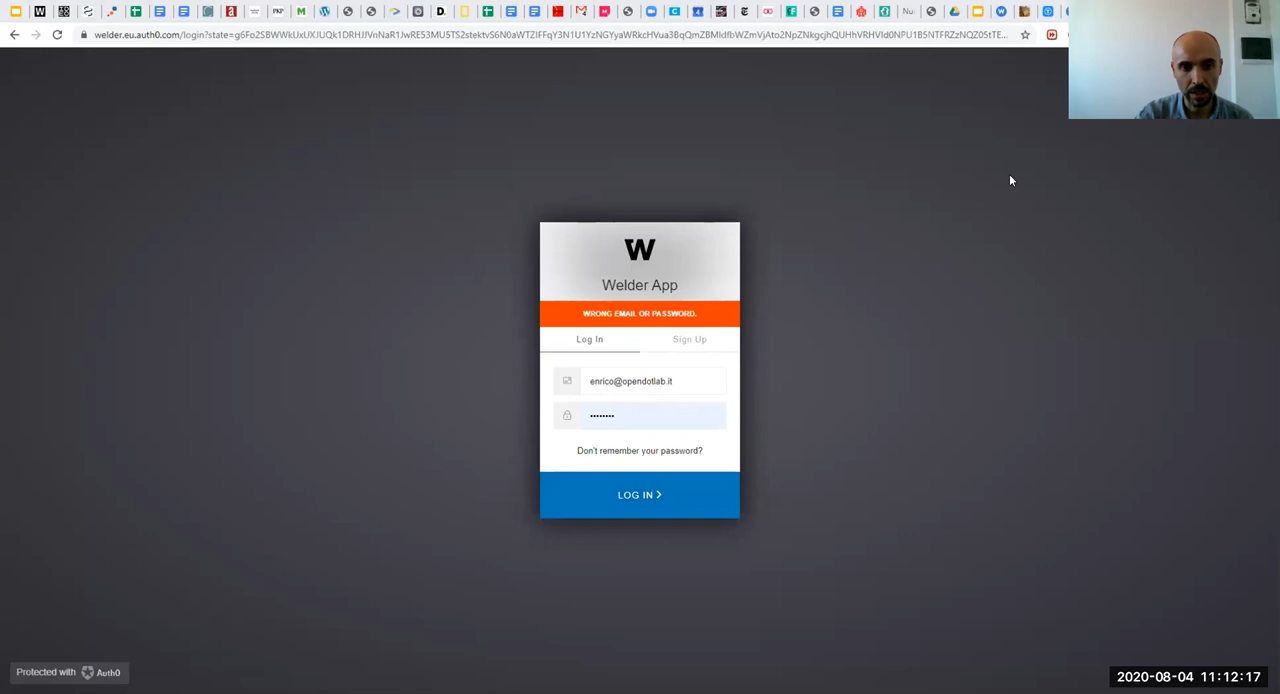 welder.eu.auth0.com/login?state=
W
Welder App
WRONG EMAIL OR PASSWORD.
Log In
Sign Up
enrico@opendotlab.it
••••••••
Don't remember your password?
LOG IN >
Protected with Auth0
2020-08-04 11:12:17